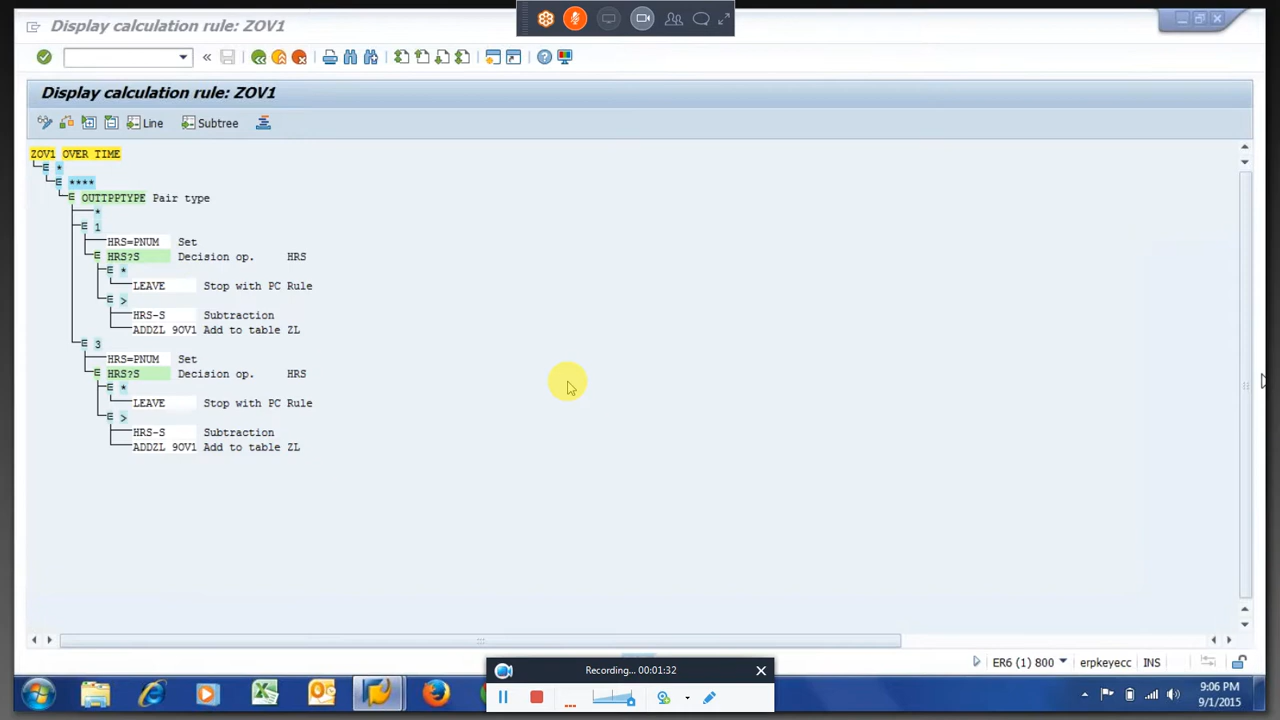 Display calculation rule: ZOV1
Display calculation rule: ZOV1
Line
Subtree
ZOV1 OVER TIME
*
****
OUTTPPTYPE Pair type
*
1
HRS=PNUM Set
HRS?S Decision op. HRS
*
LEAVE Stop with PC Rule
>
HRS-S Subtraction
ADDZL 9OV1 Add to table ZL
3
HRS=PNUM Set
HRS?S Decision op. HRS
*
LEAVE Stop with PC Rule
>
HRS-S Subtraction
ADDZL 9OV1 Add to table ZL
ER6 (1) 800 erpkeyecc INS
Recording... 00:01:32
9:06 PM
9/1/2015